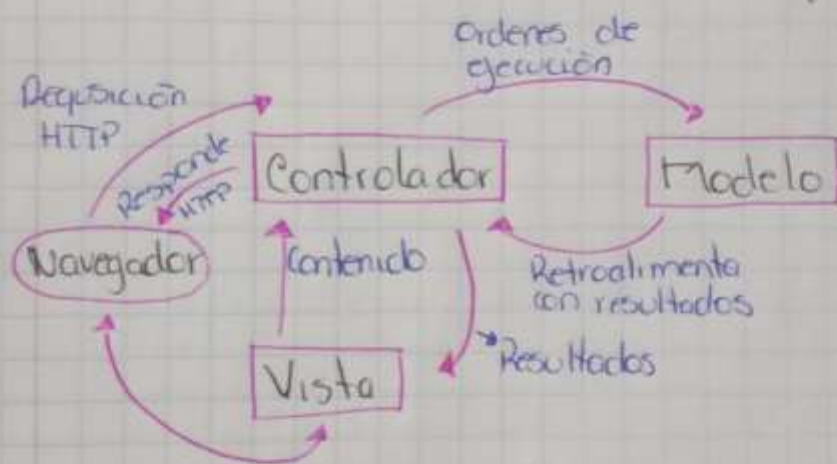 Ordenes de
ejecución
Requisición
HTTP
Responde
HTTP
Controlador
Modelo
Navegador
Contenido
Retroalimenta
con resultados
Resultados
Vista